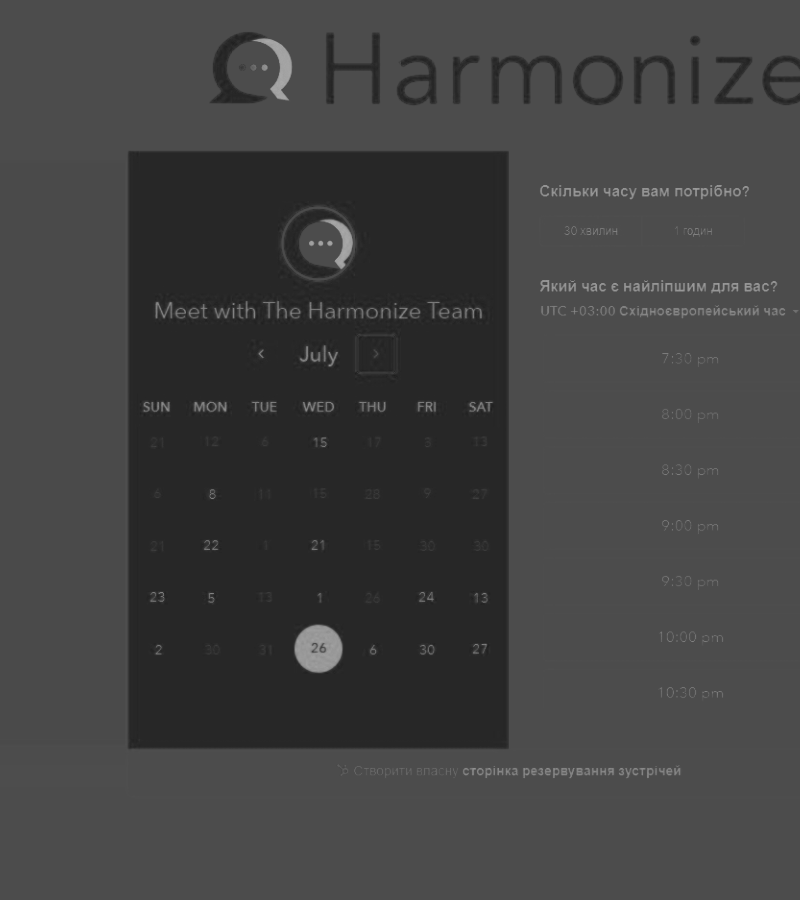 Harmonize
Meet with The Harmonize Team
July
SUN MON TUE WED THU FRI SAT
21 12 6 15 17 3 13
6 8 11 15 28 9 27
21 22 1 21 15 30 30
23 5 13 1 26 24 13
2 30 31 26 6 30 27
Скільки часу вам потрібно?
30 хвилин 1 годин
Який час є найліпшим для вас?
UTC +03:00 Східноєвропейський час
7:30 pm
8:00 pm
8:30 pm
9:00 pm
9:30 pm
10:00 pm
10:30 pm
Створити власну сторінка резервування зустрічей